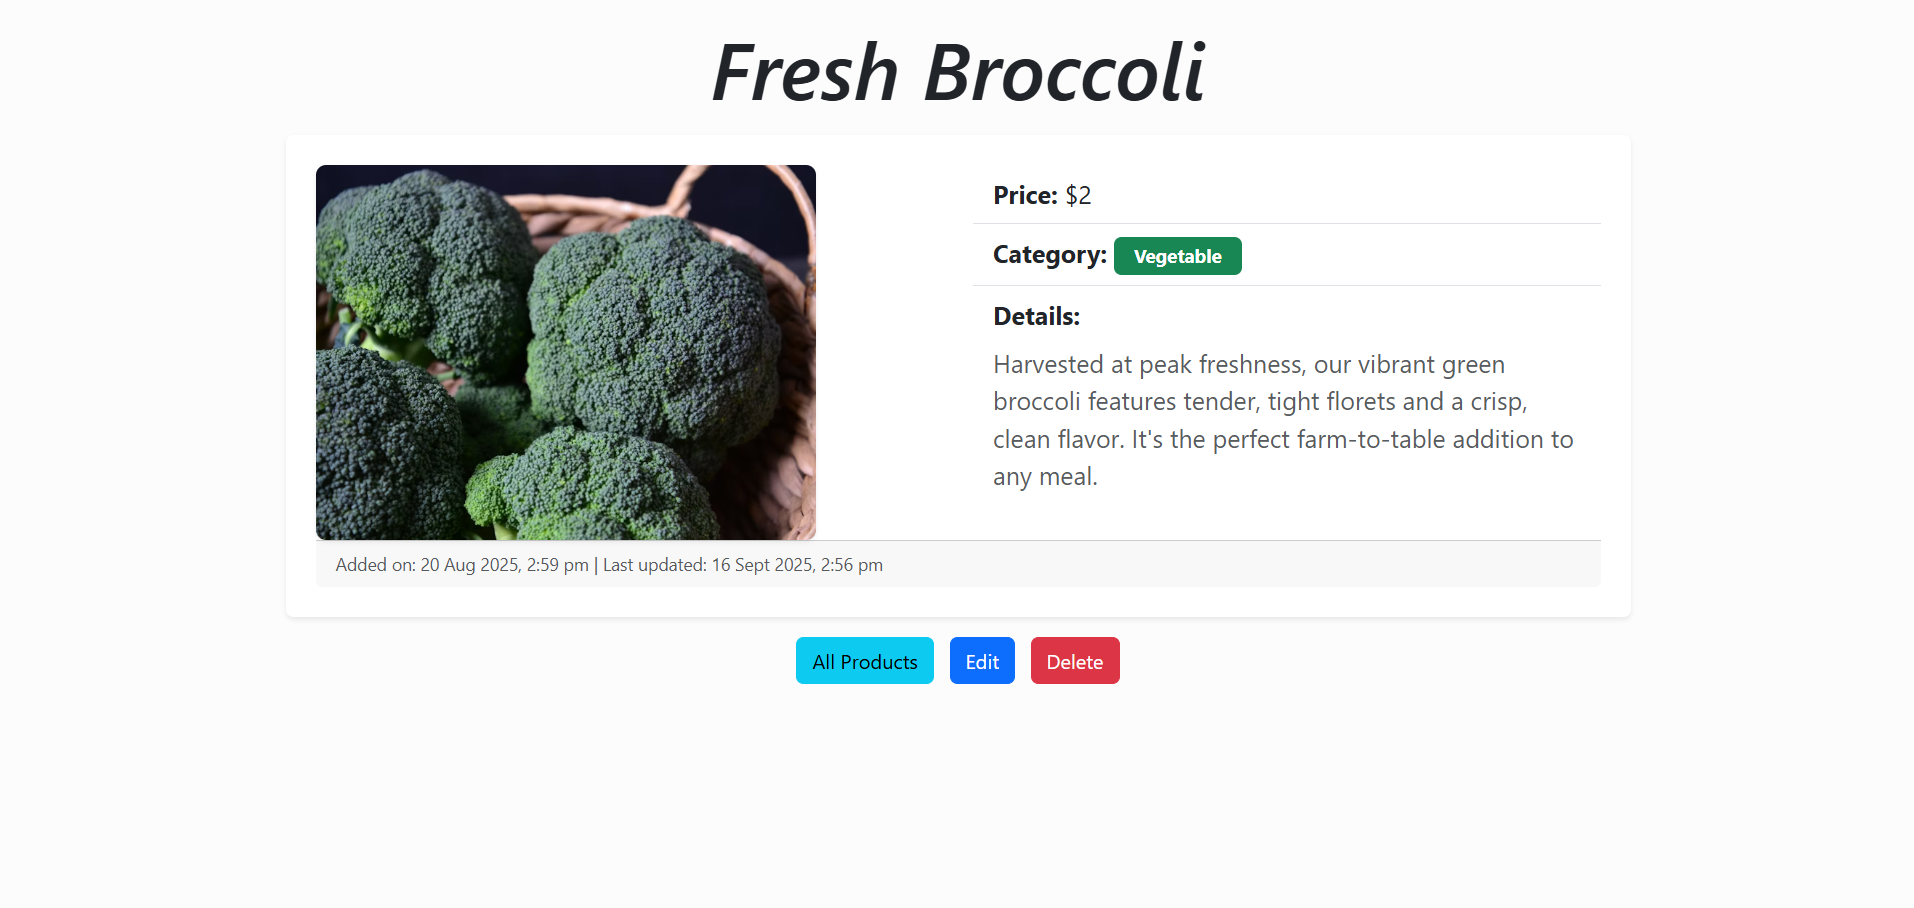 Fresh Broccoli
Price: $2
Category: Vegetable
Details:
Harvested at peak freshness, our vibrant green
broccoli features tender, tight florets and a crisp,
clean flavor. It's the perfect farm-to-table addition to
any meal.
Added on: 20 Aug 2025, 2:59 pm | Last updated: 16 Sept 2025, 2:56 pm
All Products Edit Delete